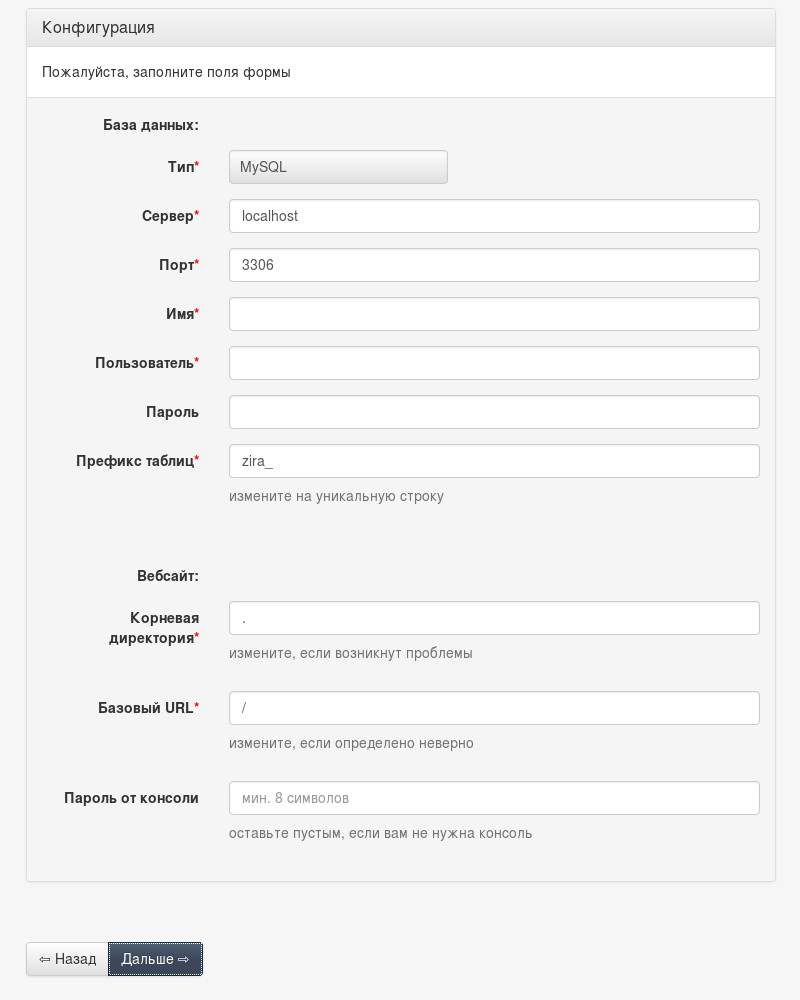 Конфигурация
Пожалуйста, заполните поля формы
База данных:
Тип* MySQL
Сервер* localhost
Порт* 3306
Имя*
Пользователь*
Пароль
Префикс таблиц* zira_
измените на уникальную строку
Вебсайт:
Корневая
директория* .
измените, если возникнут проблемы
Базовый URL* /
измените, если определено неверно
Пароль от консоли мин. 8 символов
оставьте пустым, если вам не нужна консоль
⇦ Назад Дальше ⇨